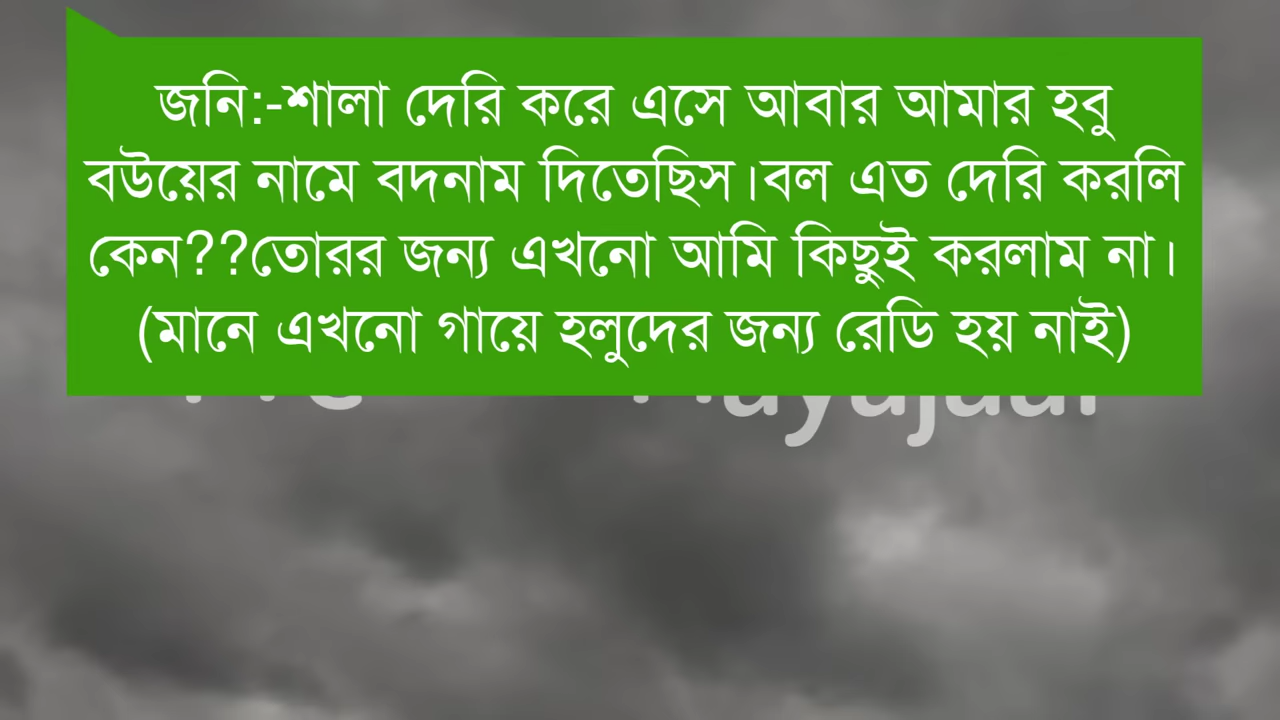 জনি:-শালা দেরি করে এসে আবার আমার হবু
বউয়ের নামে বদনাম দিতেছিস।বল এত দেরি করলি
কেন??তোরর জন্য এখনো আমি কিছুই করলাম না।
(মানে এখনো গায়ে হলুদের জন্য রেডি হয় নাই)